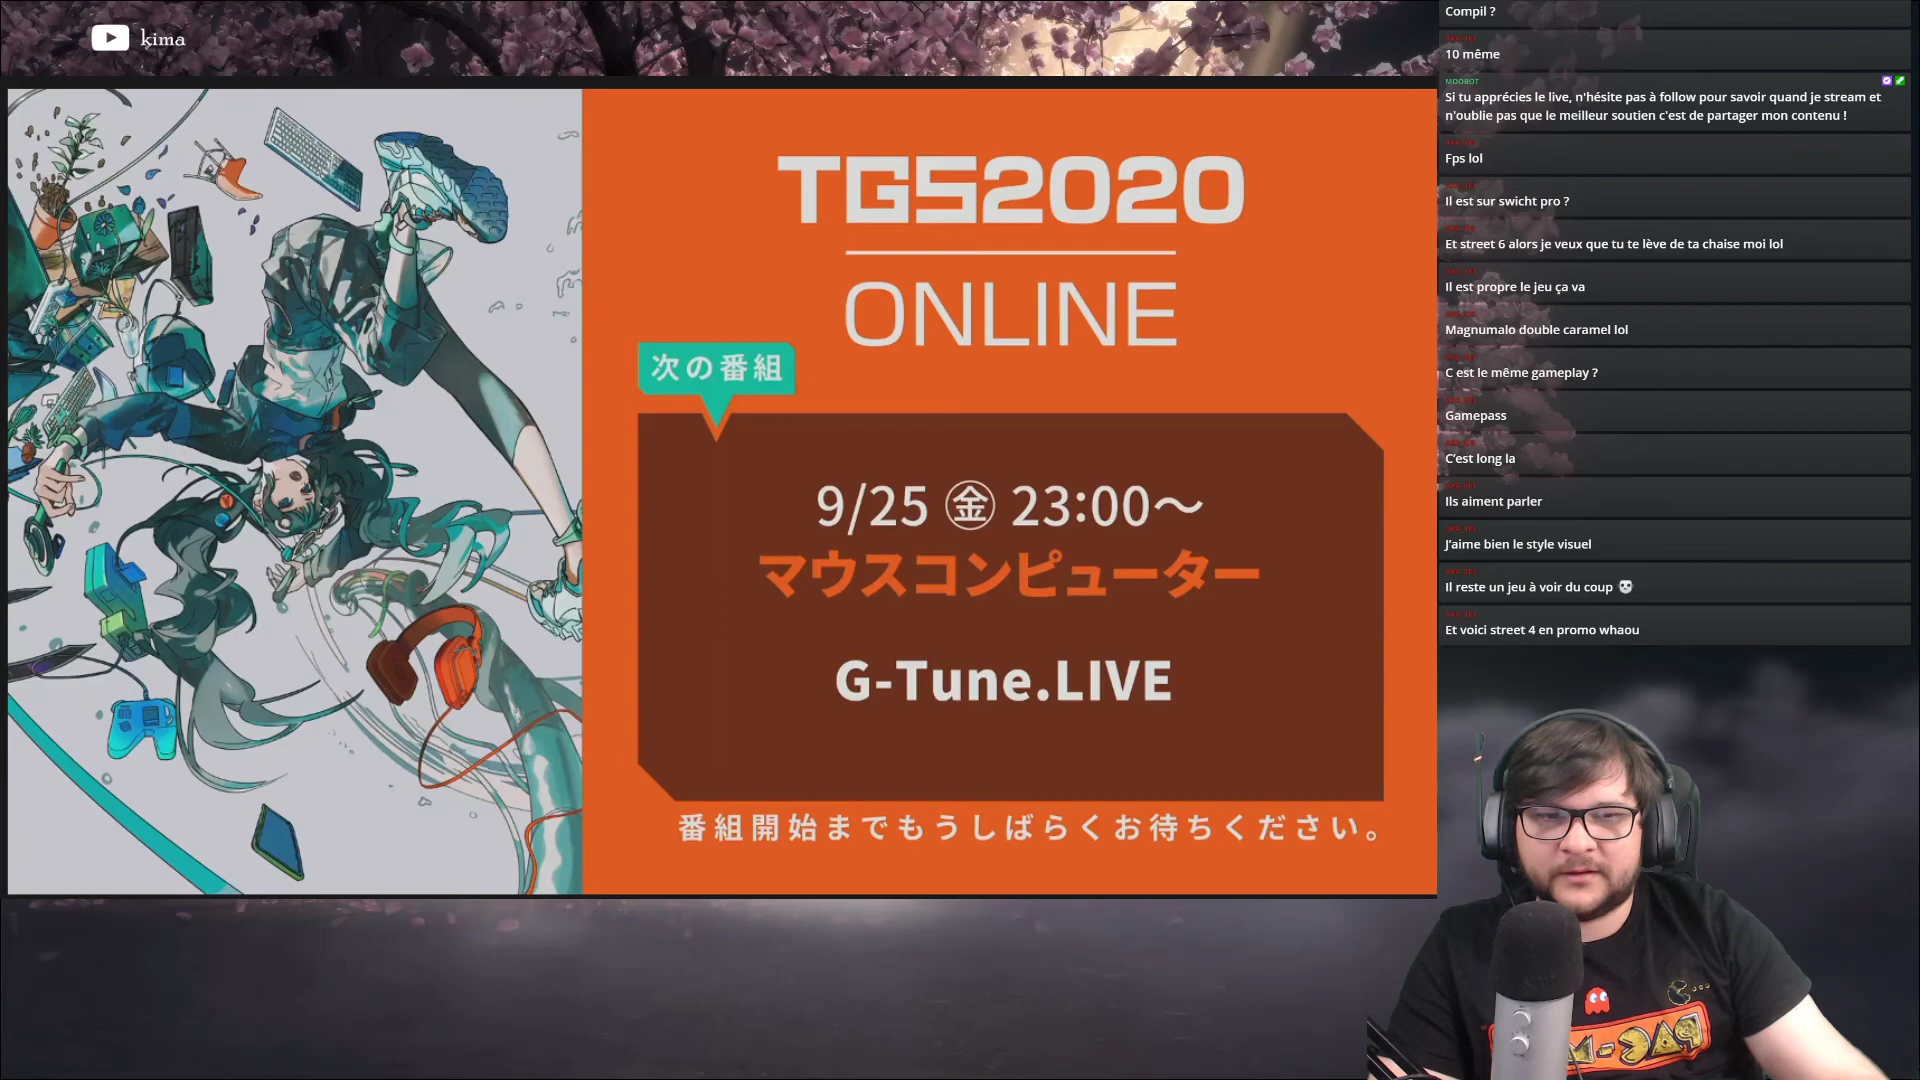 kima
TGS2020
ONLINE
次の番組
9/25 ㊎ 23:00～
マウスコンピューター
G-Tune.LIVE
番組開始までもうしばらくお待ちください。
Compil ?
10 même
MOOBOT
Si tu apprécies le live, n'hésite pas à follow pour savoir quand je stream et
n'oublie pas que le meilleur soutien c'est de partager mon contenu !
Fps lol
Il est sur swicht pro ?
Et street 6 alors je veux que tu te lève de ta chaise moi lol
Il est propre le jeu ça va
Magnumalo double caramel lol
C est le même gameplay ?
Gamepass
C'est long la
Ils aiment parler
J'aime bien le style visuel
Il reste un jeu à voir du coup
Et voici street 4 en promo whaou
PAC-MAN